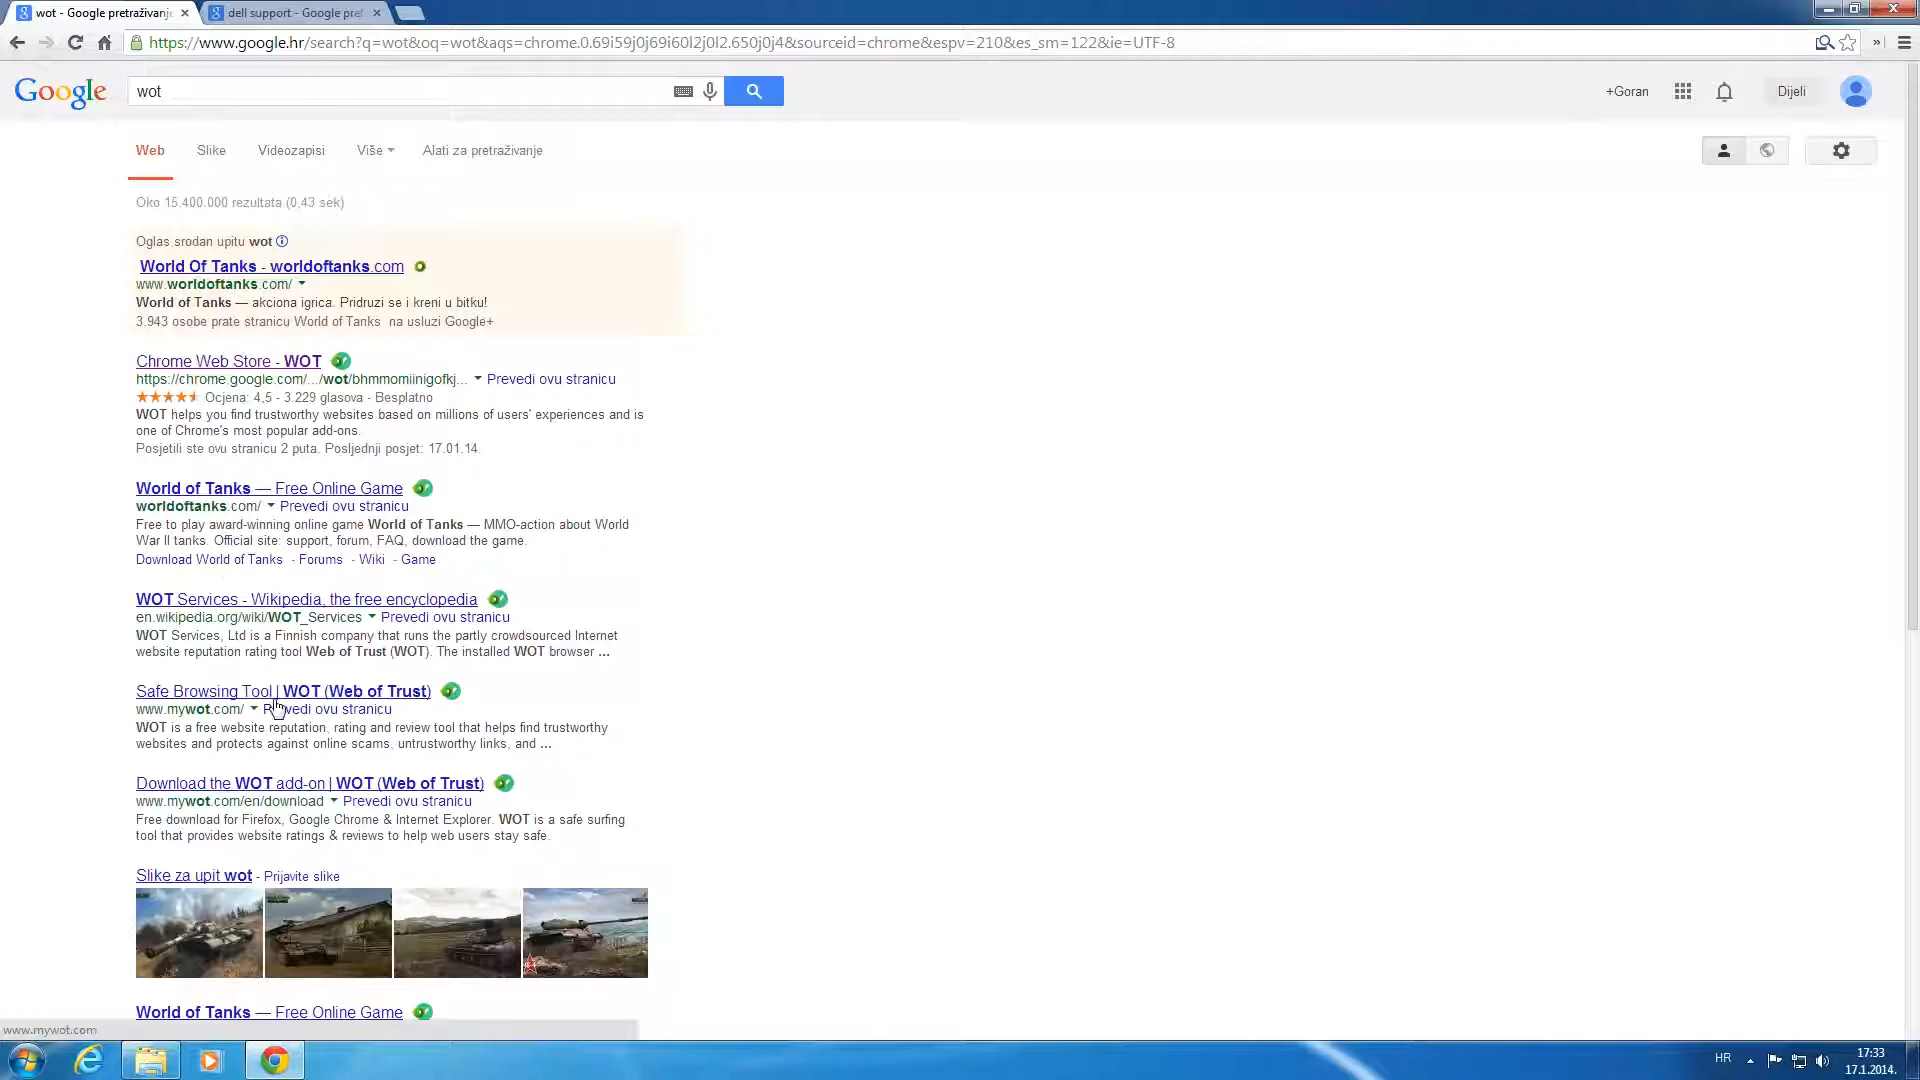 wot - Google pretraživanj
dell support - Google pret
https://www.google.hr/search?q=wot&oq=wot&aqs=chrome.0.69i59j0j69i60l2j0l2.650j0j4&sourceid=chrome&espv=210&es_sm=122&ie=UTF-8
Google
wot
+Goran
Dijeli
Web Slike Videozapisi Više Alati za pretraživanje
Oko 15.400.000 rezultata (0,43 sek)
Oglas srodan upitu wot
World Of Tanks - worldoftanks.com
www.worldoftanks.com/
World of Tanks — akciona igrica. Pridruzi se i kreni u bitku!
3.943 osobe prate stranicu World of Tanks na usluzi Google+
Chrome Web Store - WOT
https://chrome.google.com/.../wot/bhmmomiinigofkj... Prevedi ovu stranicu
Ocjena: 4,5 - 3.229 glasova - Besplatno
WOT helps you find trustworthy websites based on millions of users' experiences and is
one of Chrome's most popular add-ons.
Posjetili ste ovu stranicu 2 puta. Posljednji posjet: 17.01.14.
World of Tanks — Free Online Game
worldoftanks.com/ Prevedi ovu stranicu
Free to play award-winning online game World of Tanks — MMO-action about World
War II tanks. Official site: support, forum, FAQ, download the game.
Download World of Tanks - Forums - Wiki - Game
WOT Services - Wikipedia, the free encyclopedia
en.wikipedia.org/wiki/WOT_Services Prevedi ovu stranicu
WOT Services, Ltd is a Finnish company that runs the partly crowdsourced Internet
website reputation rating tool Web of Trust (WOT). The installed WOT browser ...
Safe Browsing Tool | WOT (Web of Trust)
www.mywot.com/ Prevedi ovu stranicu
WOT is a free website reputation, rating and review tool that helps find trustworthy
websites and protects against online scams, untrustworthy links, and ...
Download the WOT add-on | WOT (Web of Trust)
www.mywot.com/en/download Prevedi ovu stranicu
Free download for Firefox, Google Chrome & Internet Explorer. WOT is a safe surfing
tool that provides website ratings & reviews to help web users stay safe.
Slike za upit wot - Prijavite slike
World of Tanks — Free Online Game
www.mywot.com
HR
17:33
17.1.2014.